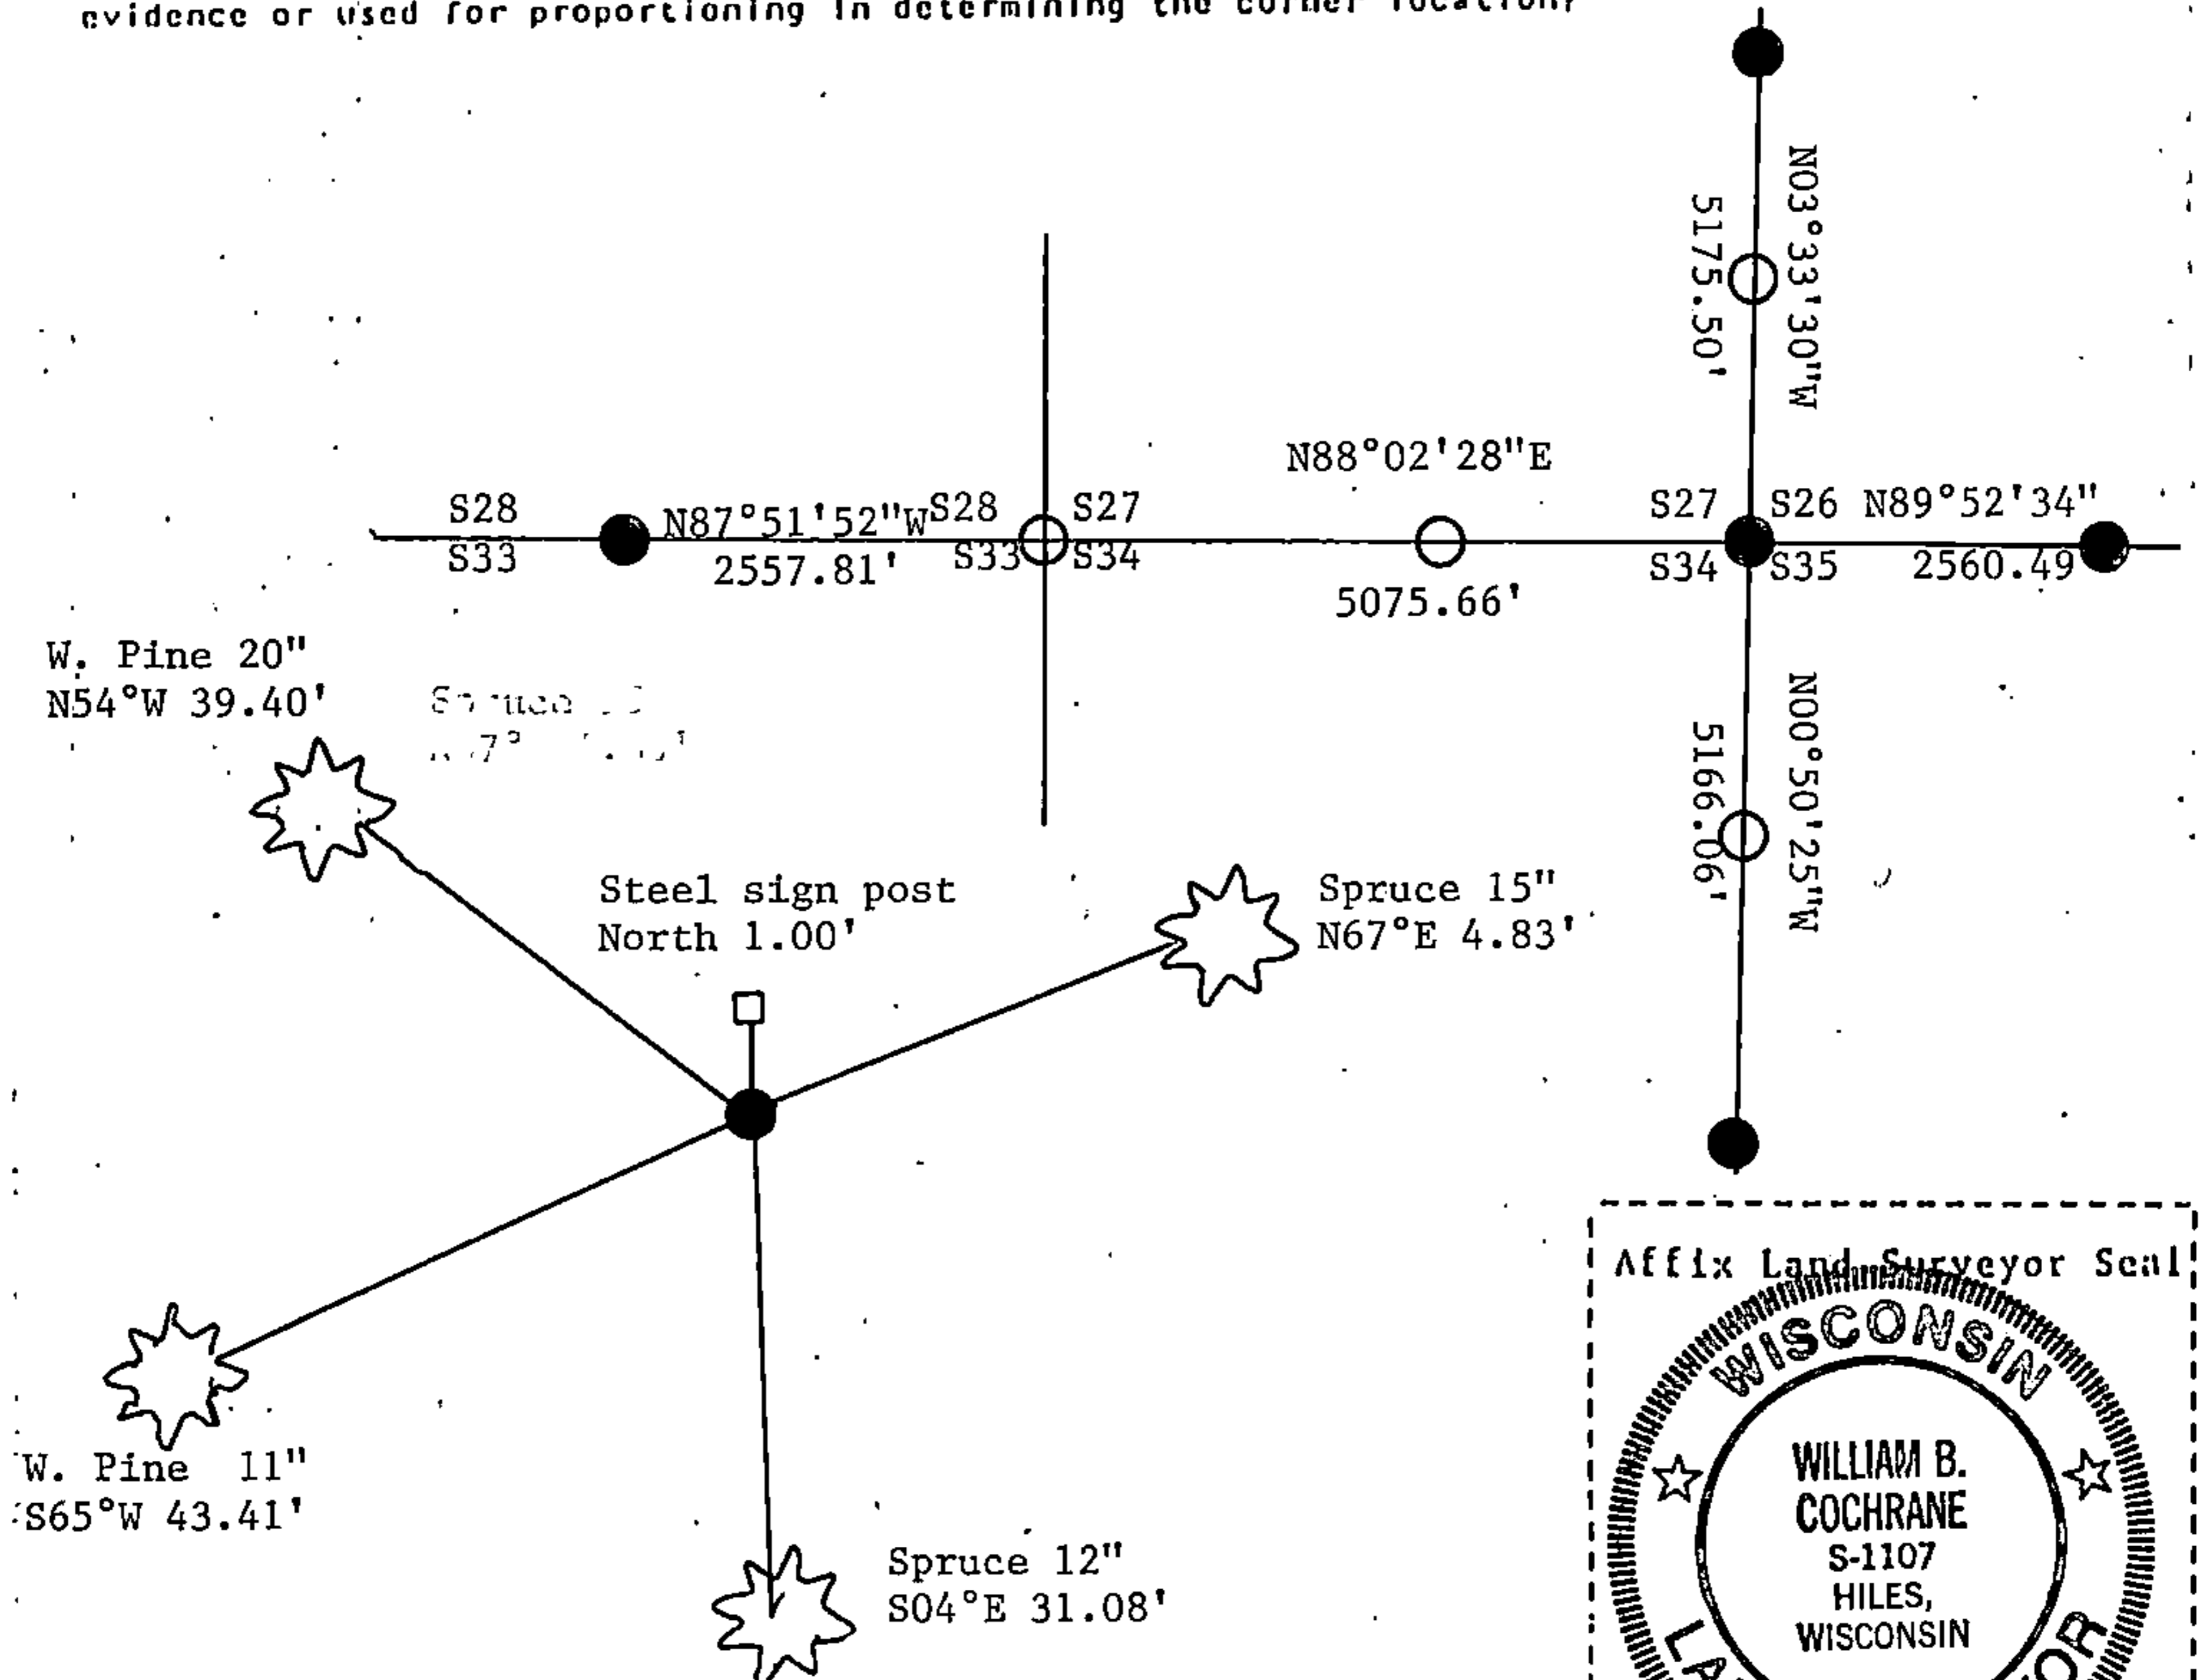 evidence or used for proportioning in determining the corner location?
N03°33'30"W
5175.50'
N88°02'28"E
S28
N87°51'52"W
S28
S27
S27
S26
N89°52'34"
S33
2557.81'
S33
S34
5075.66'
S34
S35
2560.49
N00°50'25"W
5166.06'
W. Pine 20"
N54°W 39.40'
Spruce
Steel sign post
North 1.00'
Spruce 15"
N67°E 4.83'
W. Pine 11"
S65°W 43.41'
Spruce 12"
S04°E 31.08'
Affix Land Surveyor Seal
WISCONSIN
WILLIAM B.
COCHRANE
S-1107
HILES,
WISCONSIN